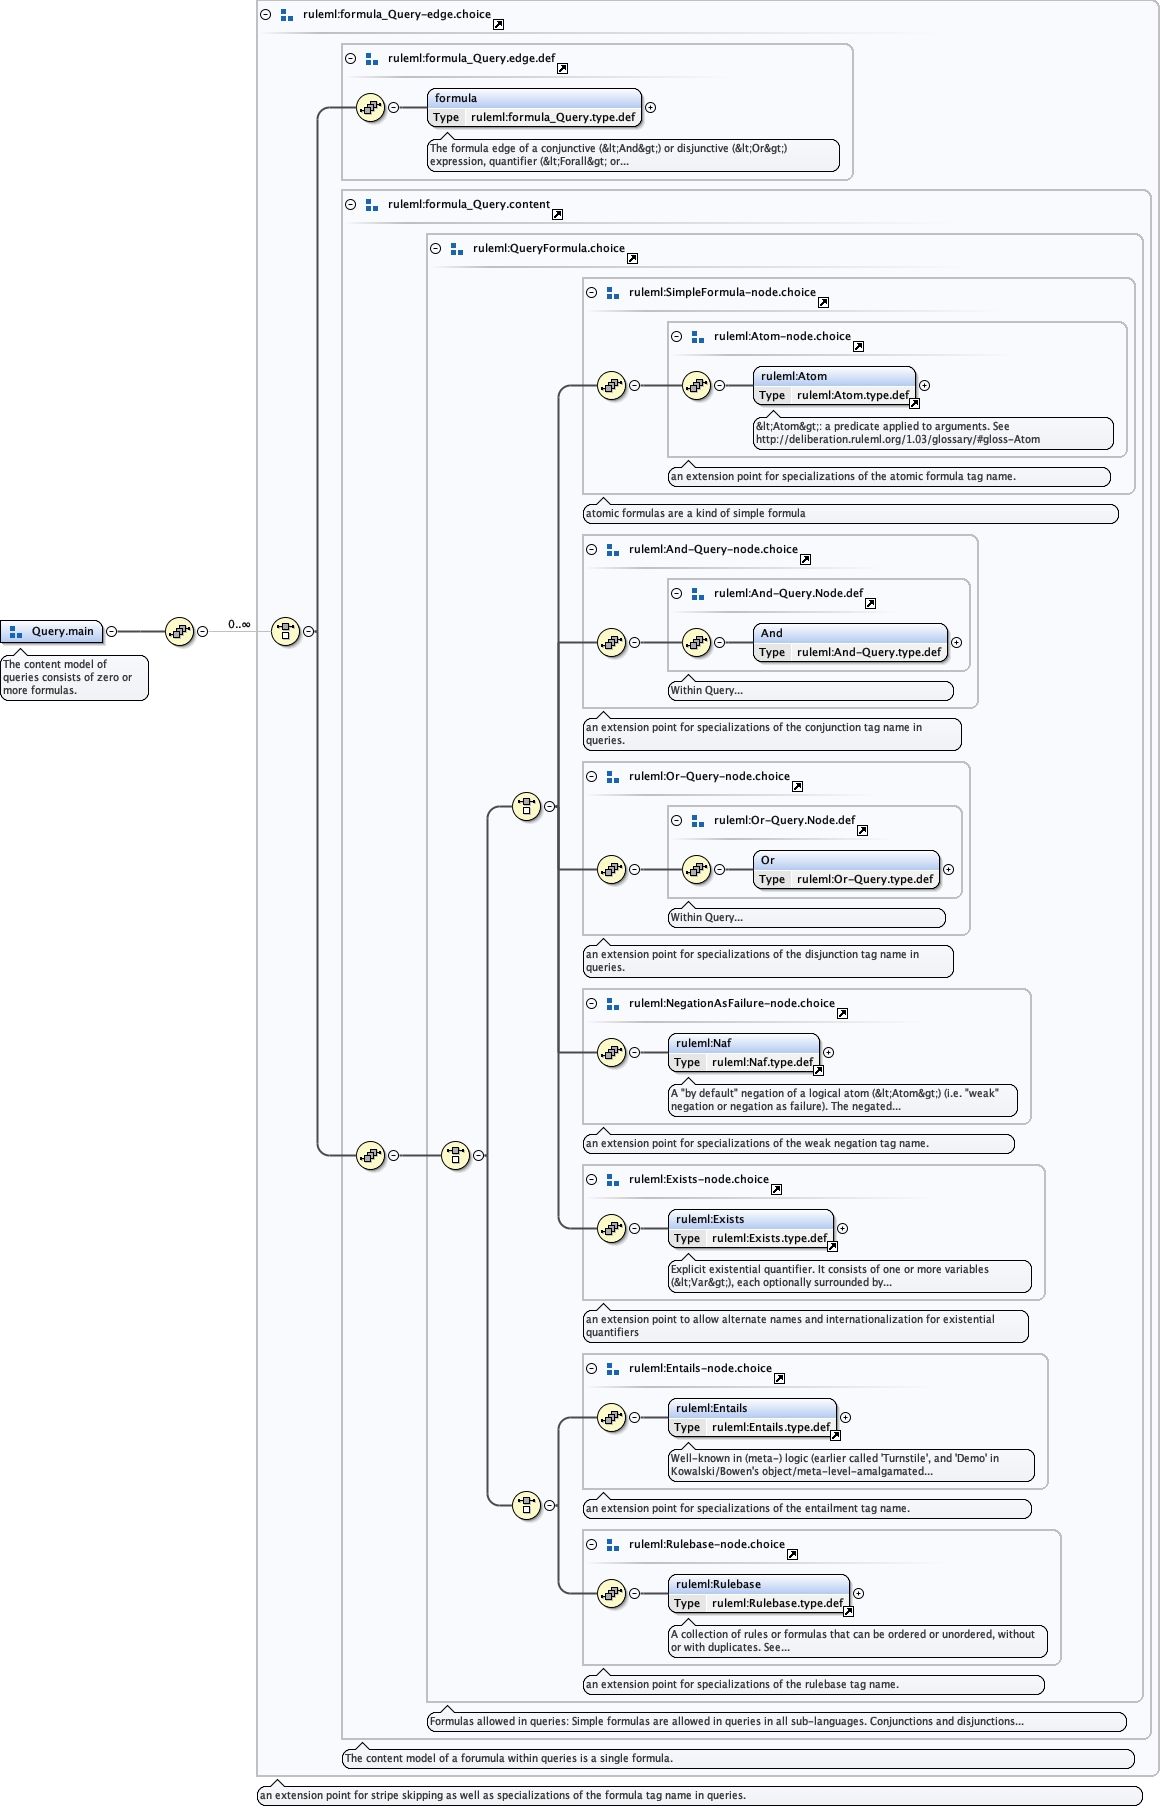 ruleml:formula_Query-edge.choice
ruleml:formula_Query.edge.def
formula
Type ruleml:formula_Query.type.def
The formula edge of a conjunctive (&lt;And&gt;) or disjunctive (&lt;Or&gt;)
expression, quantifier (&lt;Forall&gt; or...
ruleml:formula_Query.content
ruleml:QueryFormula.choice
ruleml:SimpleFormula-node.choice
ruleml:Atom-node.choice
ruleml:Atom
Type ruleml:Atom.type.def
&lt;Atom&gt;: a predicate applied to arguments. See
http://deliberation.ruleml.org/1.03/glossary/#gloss-Atom
an extension point for specializations of the atomic formula tag name.
atomic formulas are a kind of simple formula
ruleml:And-Query-node.choice
ruleml:And-Query.Node.def
And
Type ruleml:And-Query.type.def
Within Query...
an extension point for specializations of the conjunction tag name in
queries.
Query.main
0..∞
The content model of
queries consists of zero or
more formulas.
ruleml:Or-Query-node.choice
ruleml:Or-Query.Node.def
Or
Type ruleml:Or-Query.type.def
Within Query...
an extension point for specializations of the disjunction tag name in
queries.
ruleml:NegationAsFailure-node.choice
ruleml:Naf
Type ruleml:Naf.type.def
A "by default" negation of a logical atom (&lt;Atom&gt;) (i.e. "weak"
negation or negation as failure). The negated...
an extension point for specializations of the weak negation tag name.
ruleml:Exists-node.choice
ruleml:Exists
Type ruleml:Exists.type.def
Explicit existential quantifier. It consists of one or more variables
(&lt;Var&gt;), each optionally surrounded by...
an extension point to allow alternate names and internationalization for existential
quantifiers
ruleml:Entails-node.choice
ruleml:Entails
Type ruleml:Entails.type.def
Well-known in (meta-) logic (earlier called 'Turnstile', and 'Demo' in
Kowalski/Bowen's object/meta-level-amalgamated...
an extension point for specializations of the entailment tag name.
ruleml:Rulebase-node.choice
ruleml:Rulebase
Type ruleml:Rulebase.type.def
A collection of rules or formulas that can be ordered or unordered, without
or with duplicates. See...
an extension point for specializations of the rulebase tag name.
Formulas allowed in queries: Simple formulas are allowed in queries in all sub-languages. Conjunctions and disjunctions...
The content model of a forumula within queries is a single formula.
an extension point for stripe skipping as well as specializations of the formula tag name in queries.